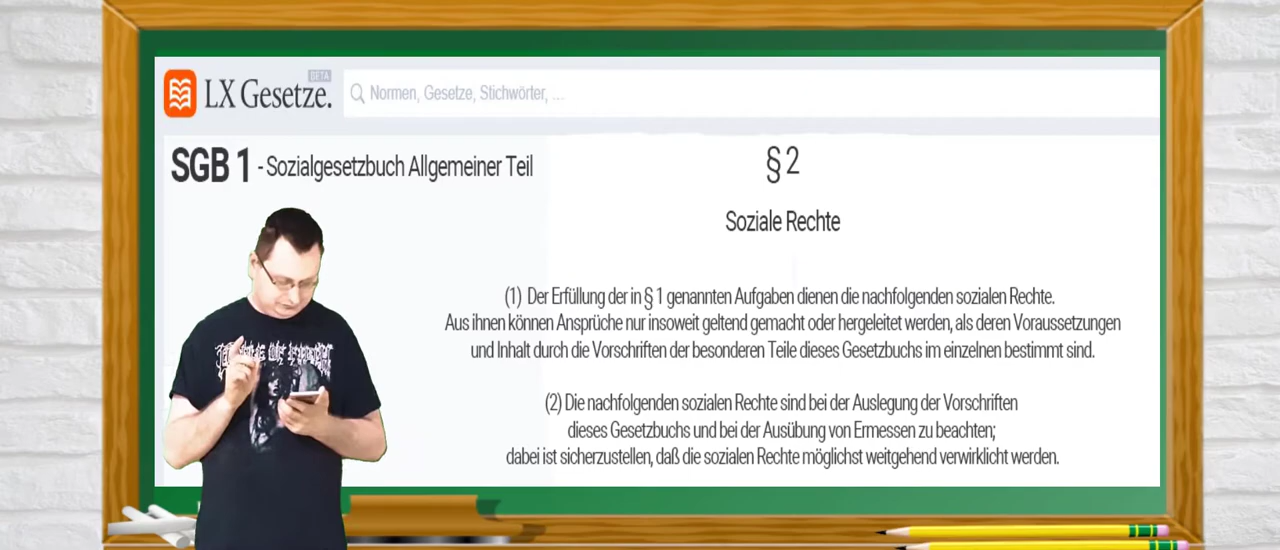 LX Gesetze.
BETA
Normen, Gesetze, Stichwörter, ...
SGB 1 - Sozialgesetzbuch Allgemeiner Teil
§ 2
Soziale Rechte
(1) Der Erfüllung der in § 1 genannten Aufgaben dienen die nachfolgenden sozialen Rechte.
Aus ihnen können Ansprüche nur insoweit geltend gemacht oder hergeleitet werden, als deren Voraussetzungen
und Inhalt durch die Vorschriften der besonderen Teile dieses Gesetzbuchs im einzelnen bestimmt sind.
(2) Die nachfolgenden sozialen Rechte sind bei der Auslegung der Vorschriften
dieses Gesetzbuchs und bei der Ausübung von Ermessen zu beachten;
dabei ist sicherzustellen, daß die sozialen Rechte möglichst weitgehend verwirklicht werden.